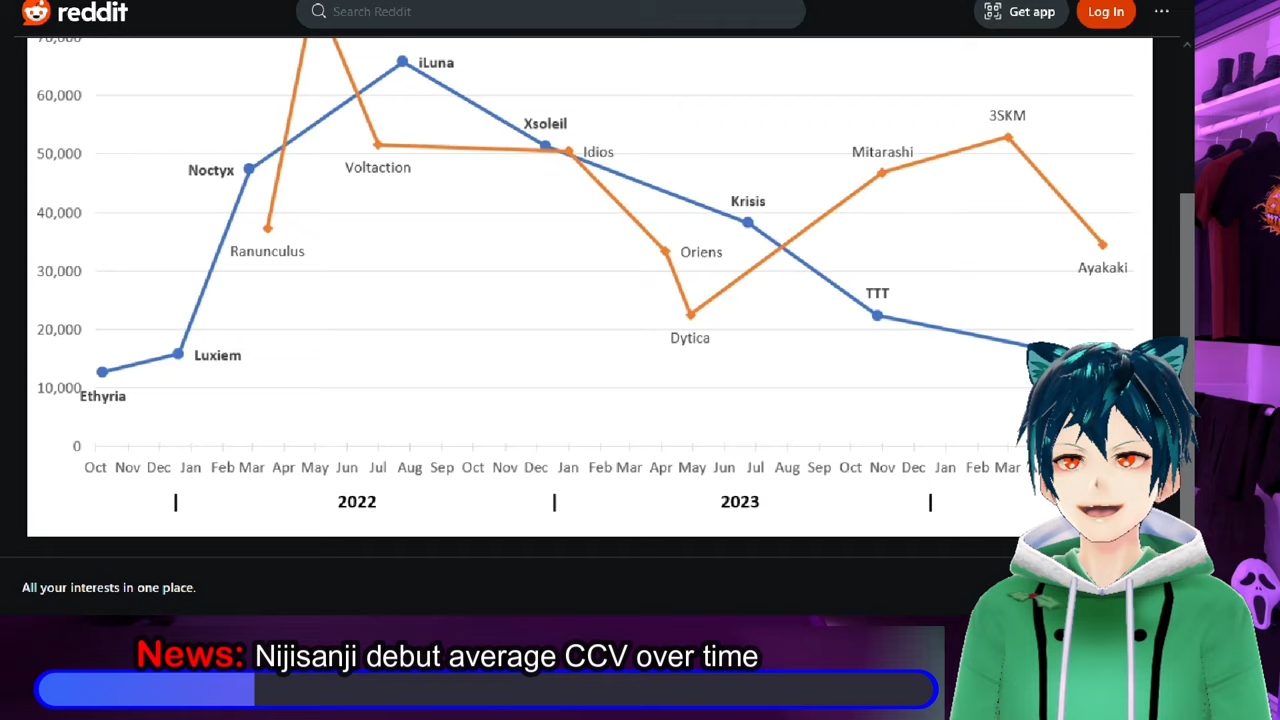 reddit
Search Reddit
Get app
Log In
70,000
iLuna
60,000
3SKM
Xsoleil
Mitarashi
Idios
50,000
Noctyx
Voltaction
Krisis
40,000
Ranunculus
Oriens
Ayakaki
30,000
TTT
20,000
Dytica
Luxiem
10,000
Ethyria
0
Oct Nov Dec Jan Feb Mar Apr May Jun Jul Aug Sep Oct Nov Dec Jan Feb Mar Apr May Jun Jul Aug Sep Oct Nov Dec Jan Feb Mar
| 2022 | 2023 |
All your interests in one place.
News: Nijisanji debut average CCV over time